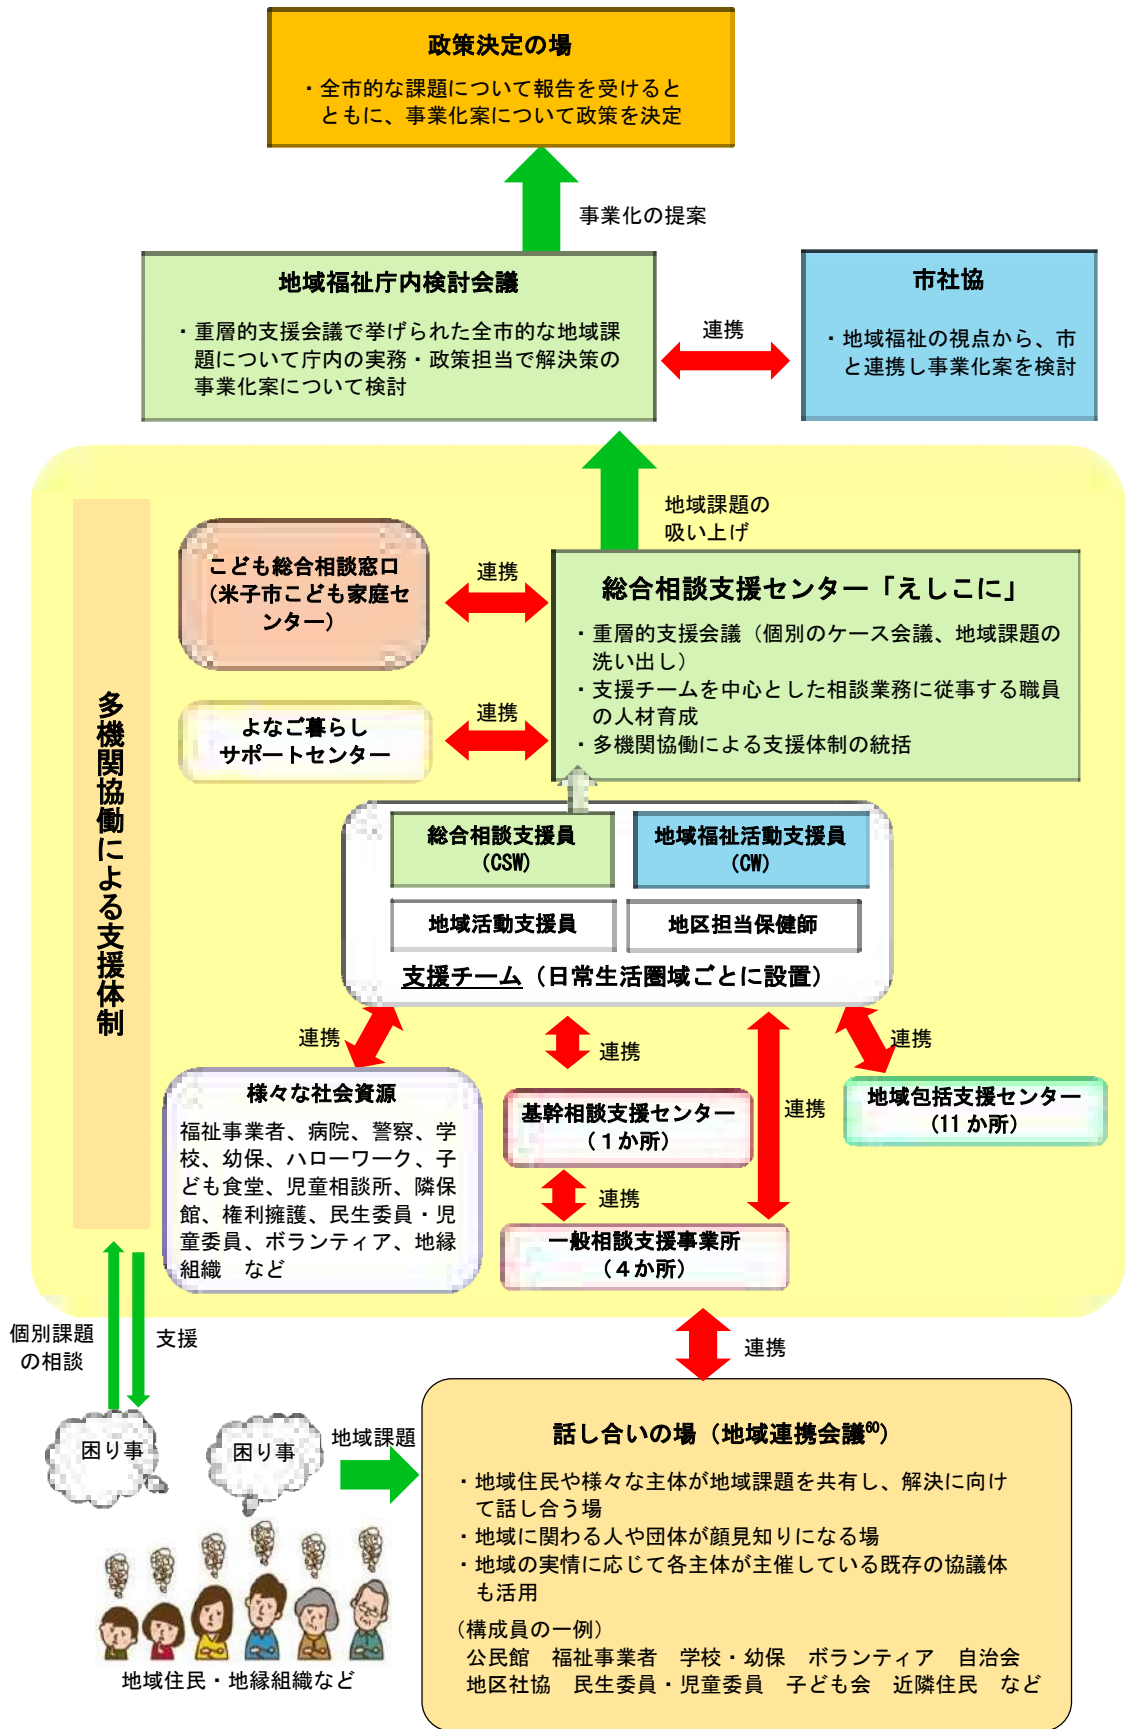 政策決定の場
・全市的な課題について報告を受けると
ともに、事業化案について政策を決定
事業化の提案
地域福祉庁内検討会議
・重層的支援会議で挙げられた全市的な地域課
題について庁内の実務・政策担当で解決策の
事業化案について検討
連携
市社協
・地域福祉の視点から、市
と連携し事業化案を検討
地域課題の
吸い上げ
多機関協働による支援体制
こども総合相談窓口
（米子市こども家庭セ
ンター）
連携
よなご暮らし
サポートセンター
連携
総合相談支援センター「えしこに」
・重層的支援会議（個別のケース会議、地域課題の
洗い出し）
・支援チームを中心とした相談業務に従事する職員
の人材育成
・多機関協働による支援体制の統括
総合相談支援員
(CSW)
地域福祉活動支援員
(CW)
地域活動支援員
地区担当保健師
支援チーム（日常生活圏域ごとに設置）
連携
連携
連携
連携
様々な社会資源
福祉事業者、病院、警察、学
校、幼保、ハローワーク、子
ども食堂、児童相談所、隣保
館、権利擁護、民生委員・児
童委員、ボランティア、地縁
組織　など
基幹相談支援センター
（１か所）
連携
一般相談支援事業所
（４か所）
地域包括支援センター
(11 か所)
個別課題
の相談
支援
連携
困り事
困り事
地域課題
地域住民・地縁組織など
話し合いの場（地域連携会議60）
・地域住民や様々な主体が地域課題を共有し、解決に向け
て話し合う場
・地域に関わる人や団体が顔見知りになる場
・地域の実情に応じて各主体が主催している既存の協議体
も活用
（構成員の一例）
公民館　福祉事業者　学校・幼保　ボランティア　自治会
地区社協　民生委員・児童委員　子ども会　近隣住民　など